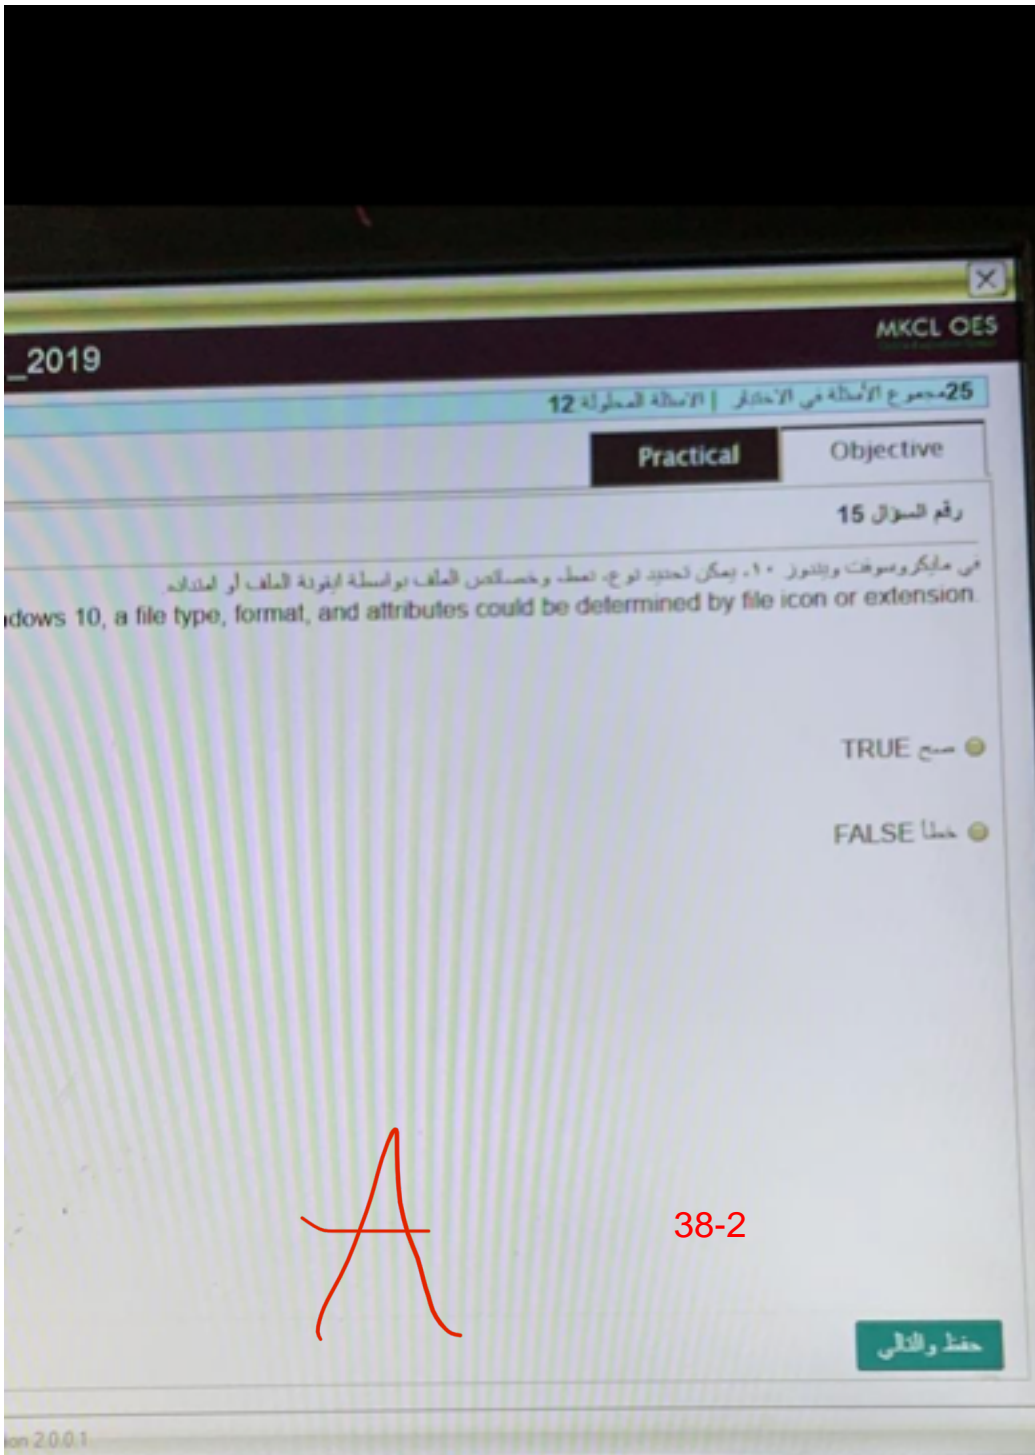 _2019
MKCL OES
25مجموع الأسئلة في الاختبار | الاسئلة المحلولة 12
Practical
Objective
رقم السؤال 15
في مايكروسوفت ويندوز ١٠، يمكن تحديد نوع، نمط، وخصائص الملف بواسطة ايقونة الملف أو امتداده.
dows 10, a file type, format, and attributes could be determined by file icon or extension.
صح TRUE
خطأ FALSE
A
38-2
حفظ والتالي
ion 2.0.0.1